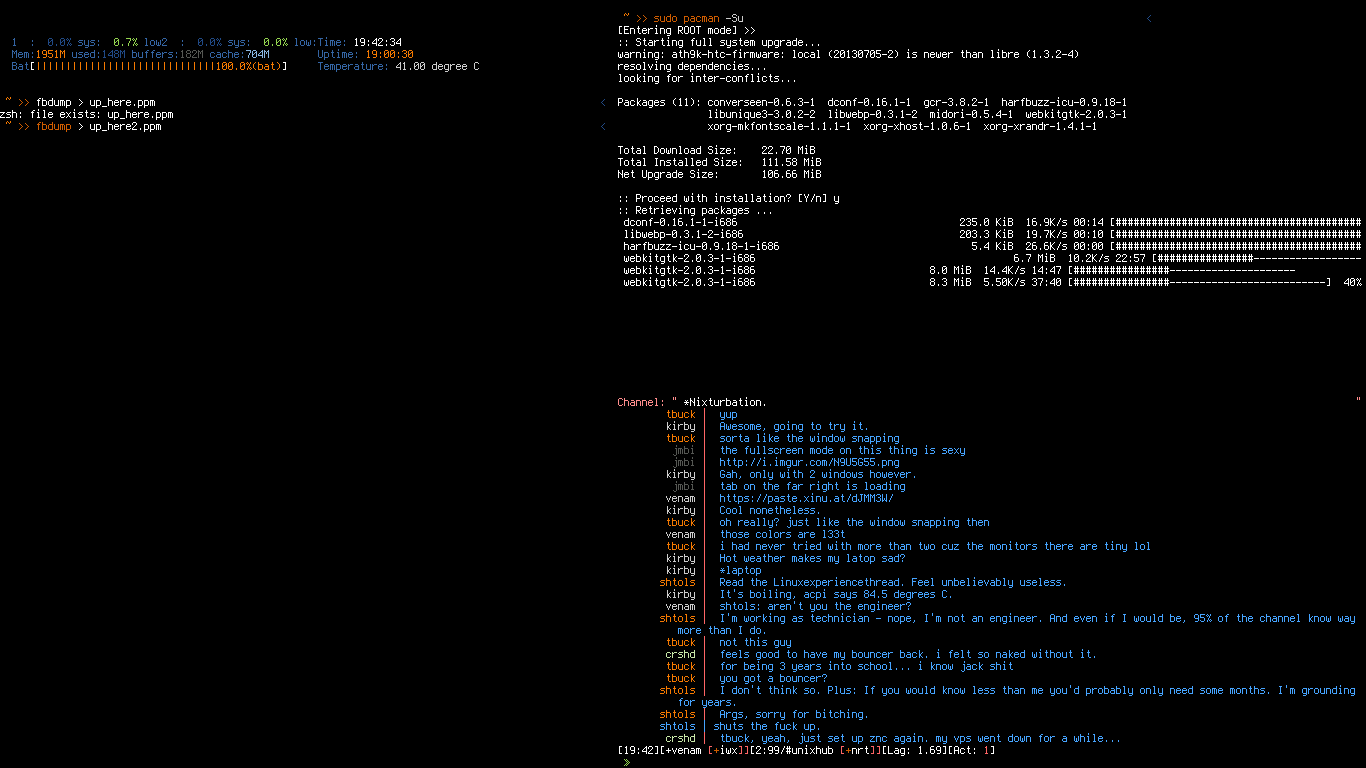 1  :  0.0% sys:  0.7% low2  :  0.0% sys:  0.0% low:Time: 19:42:34
Mem:1951M used:148M buffers:182M cache:704M     Uptime: 19:00:30
Bat[||||||||||||||||||||||||||||||100.0%(bat)]     Temperature: 41.00 degree C
~ >> fbdump > up_here.ppm <
zsh: file exists: up_here.ppm
~ >> fbdump > up_here2.ppm <
~ >> sudo pacman -Su <
[Entering ROOT mode] >>
:: Starting full system upgrade...
warning: ath9k-htc-firmware: local (20130705-2) is newer than libre (1.3.2-4)
resolving dependencies...
looking for inter-conflicts...
Packages (11): converseen-0.6.3-1  dconf-0.16.1-1  gcr-3.8.2-1  harfbuzz-icu-0.9.18-1
libunique3-3.0.2-2  libwebp-0.3.1-2  midori-0.5.4-1  webkitgtk-2.0.3-1
xorg-mkfontscale-1.1.1-1  xorg-xhost-1.0.6-1  xorg-xrandr-1.4.1-1
Total Download Size:    22.70 MiB
Total Installed Size:   111.58 MiB
Net Upgrade Size:       106.66 MiB
:: Proceed with installation? [Y/n] y
:: Retrieving packages ...
dconf-0.16.1-1-i686     235.0 KiB  16.9K/s 00:14 [#########################################
libwebp-0.3.1-2-i686     203.3 KiB  19.7K/s 00:10 [#########################################
harfbuzz-icu-0.9.18-1-i686     5.4 KiB  26.6K/s 00:00 [#########################################
webkitgtk-2.0.3-1-i686     6.7 MiB  10.2K/s 22:57 [################------------------
webkitgtk-2.0.3-1-i686     8.0 MiB  14.4K/s 14:47 [################---------------------
webkitgtk-2.0.3-1-i686     8.3 MiB  5.50K/s 37:40 [################--------------------------]  40%
Channel: " *Nixturbation. "
tbuck | yup
kirby | Awesome, going to try it.
tbuck | sorta like the window snapping
jmbi | the fullscreen mode on this thing is sexy
jmbi | http://i.imgur.com/N9U5G55.png
kirby | Gah, only with 2 windows however.
jmbi | tab on the far right is loading
venam | https://paste.xinu.at/dJMM3W/
kirby | Cool nonetheless.
tbuck | oh really? just like the window snapping then
venam | those colors are l33t
tbuck | i had never tried with more than two cuz the monitors there are tiny lol
kirby | Hot weather makes my latop sad?
kirby | *laptop
shtols | Read the Linuxexperiencethread. Feel unbelievably useless.
kirby | It's boiling, acpi says 84.5 degrees C.
venam | shtols: aren't you the engineer?
shtols | I'm working as technician - nope, I'm not an engineer. And even if I would be, 95% of the channel know way
more than I do.
tbuck | not this guy
crshd | feels good to have my bouncer back. i felt so naked without it.
tbuck | for being 3 years into school... i know jack shit
tbuck | you got a bouncer?
shtols | I don't think so. Plus: If you would know less than me you'd probably only need some months. I'm grounding
for years.
shtols | Args, sorry for bitching.
shtols | shuts the fuck up.
crshd | tbuck, yeah, just set up znc again. my vps went down for a while...
[19:42][+venam [+iwx]][2:99/#unixhub [+nrt]][Lag: 1.69][Act: 1]
»